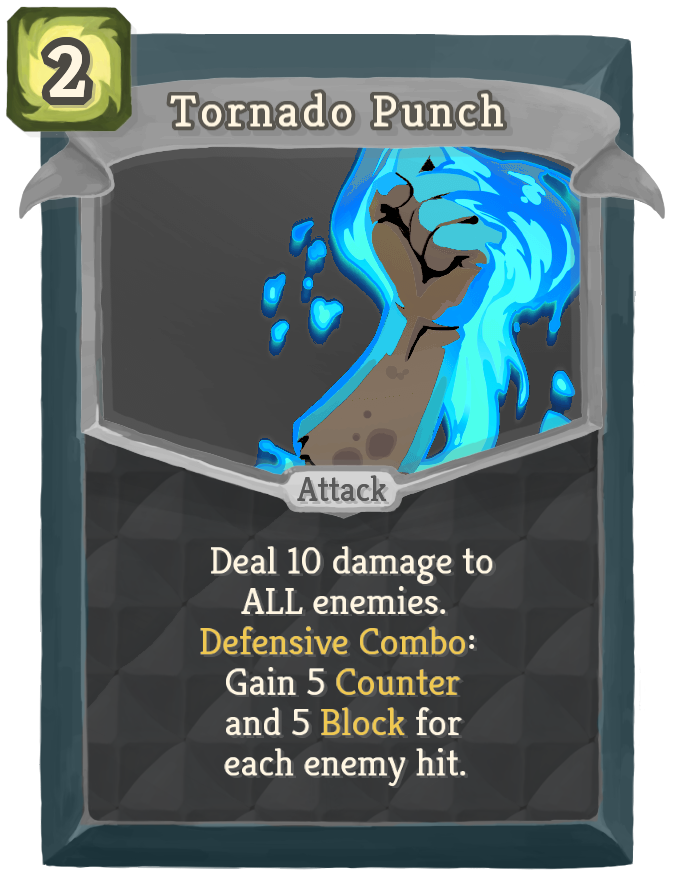 2
Tornado Punch
Attack
Deal 10 damage to
ALL enemies.
Defensive Combo:
Gain 5 Counter
and 5 Block for
each enemy hit.